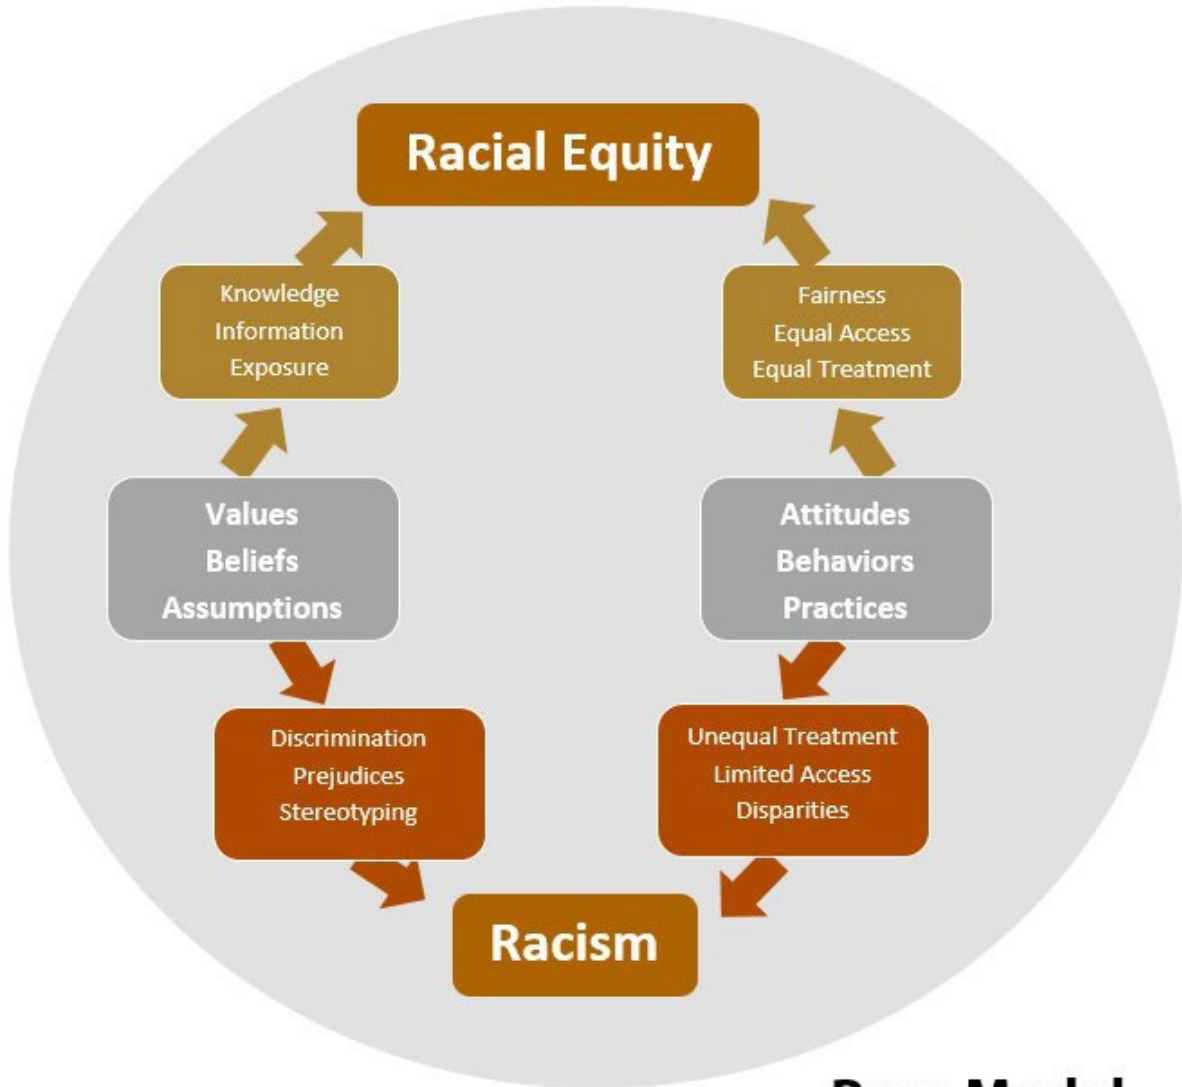 Racial Equity
Knowledge
Information
Exposure
Fairness
Equal Access
Equal Treatment
Values
Beliefs
Assumptions
Attitudes
Behaviors
Practices
Discrimination
Prejudices
Stereotyping
Unequal Treatment
Limited Access
Disparities
Racism